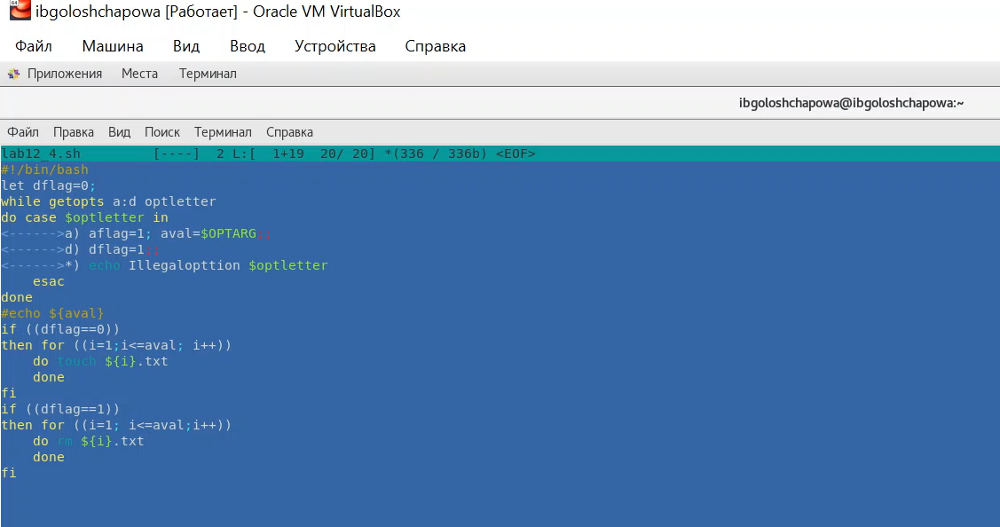 ibgoloshchapowa [Работает] - Oracle VM VirtualBox
Файл Машина Вид Ввод Устройства Справка
Приложения Места Терминал
ibgoloshchapowa@ibgoloshchapowa:~
Файл Правка Вид Поиск Терминал Справка
lab12_4.sh [----] 2 L:[ 1+19 20/ 20] *(336 / 336b) <EOF>
#!/bin/bash
let dflag=0;
while getopts a:d optletter
do case $optletter in
<------>a) aflag=1; aval=$OPTARG;;
<------>d) dflag=1;;
<------>*) echo Illegalopttion $optletter
    esac
done
#echo ${aval}
if ((dflag==0))
then for ((i=1;i<=aval; i++))
    do touch ${i}.txt
    done
fi
if ((dflag==1))
then for ((i=1; i<=aval;i++))
    do rm ${i}.txt
    done
fi